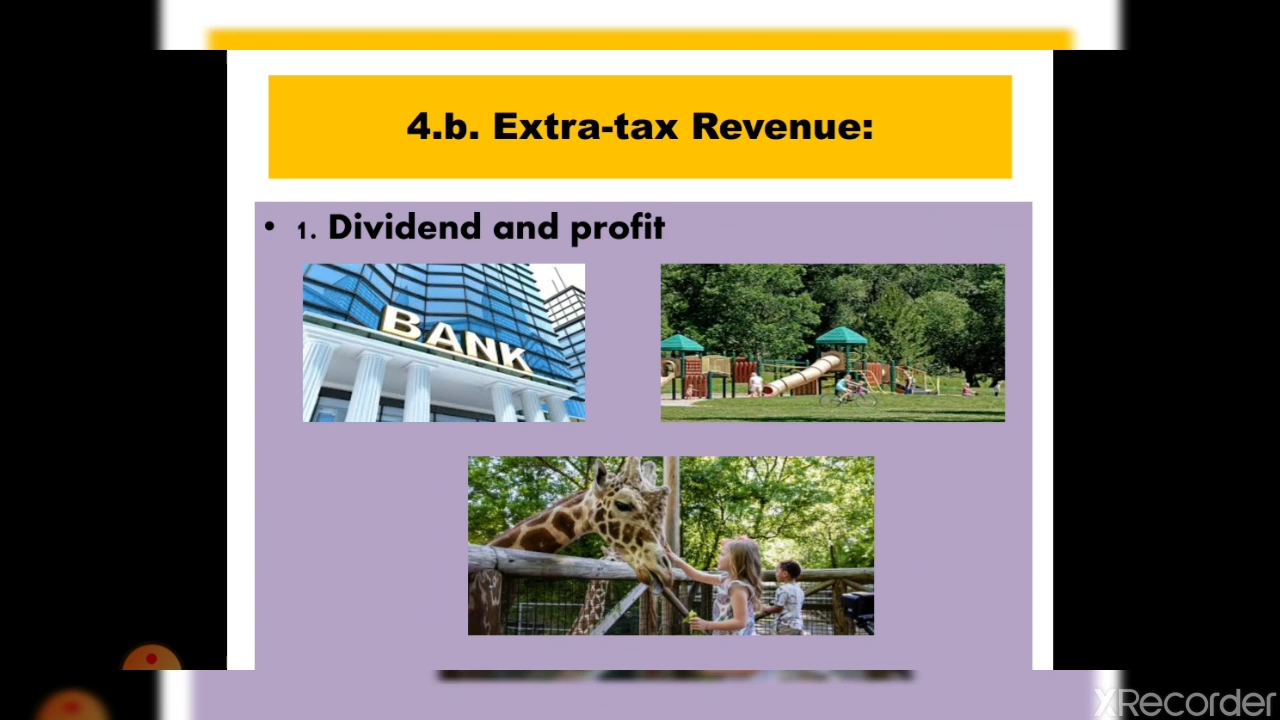 4.b. Extra-tax Revenue:
• 1. Dividend and profit
BANK
XRecorder